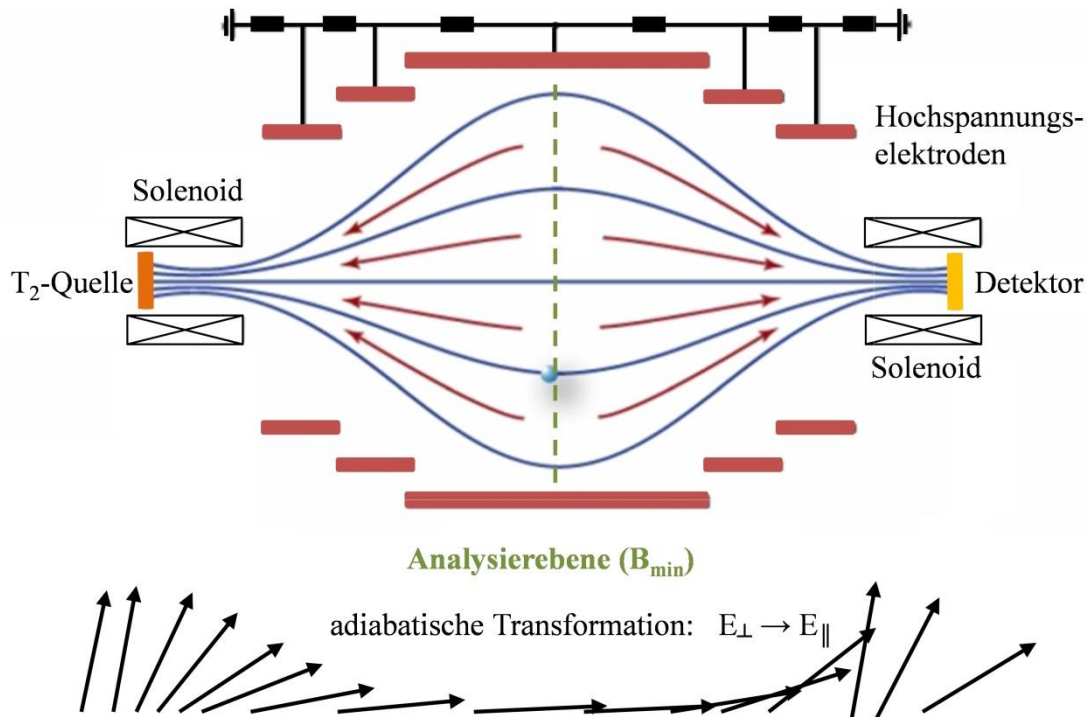 Hochspannungs-
elektroden
Solenoid
T₂-Quelle
Detektor
Solenoid
Analysierebene (Bmin)
adiabatische Transformation: E⊥ → E∥